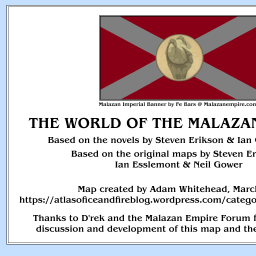 Malazan Imperial Banner by Fe Bars @ Malazanempire.com
THE WORLD OF THE MALAZAN
Based on the novels by Steven Erikson & Ian
Based on the original maps by Steven Er
Ian Esslemont & Neil Gower
Map created by Adam Whitehead, Marc
https://atlasoficeandfireblog.wordpress.com/catego
Thanks to D'rek and the Malazan Empire Forum f
discussion and development of this map and the